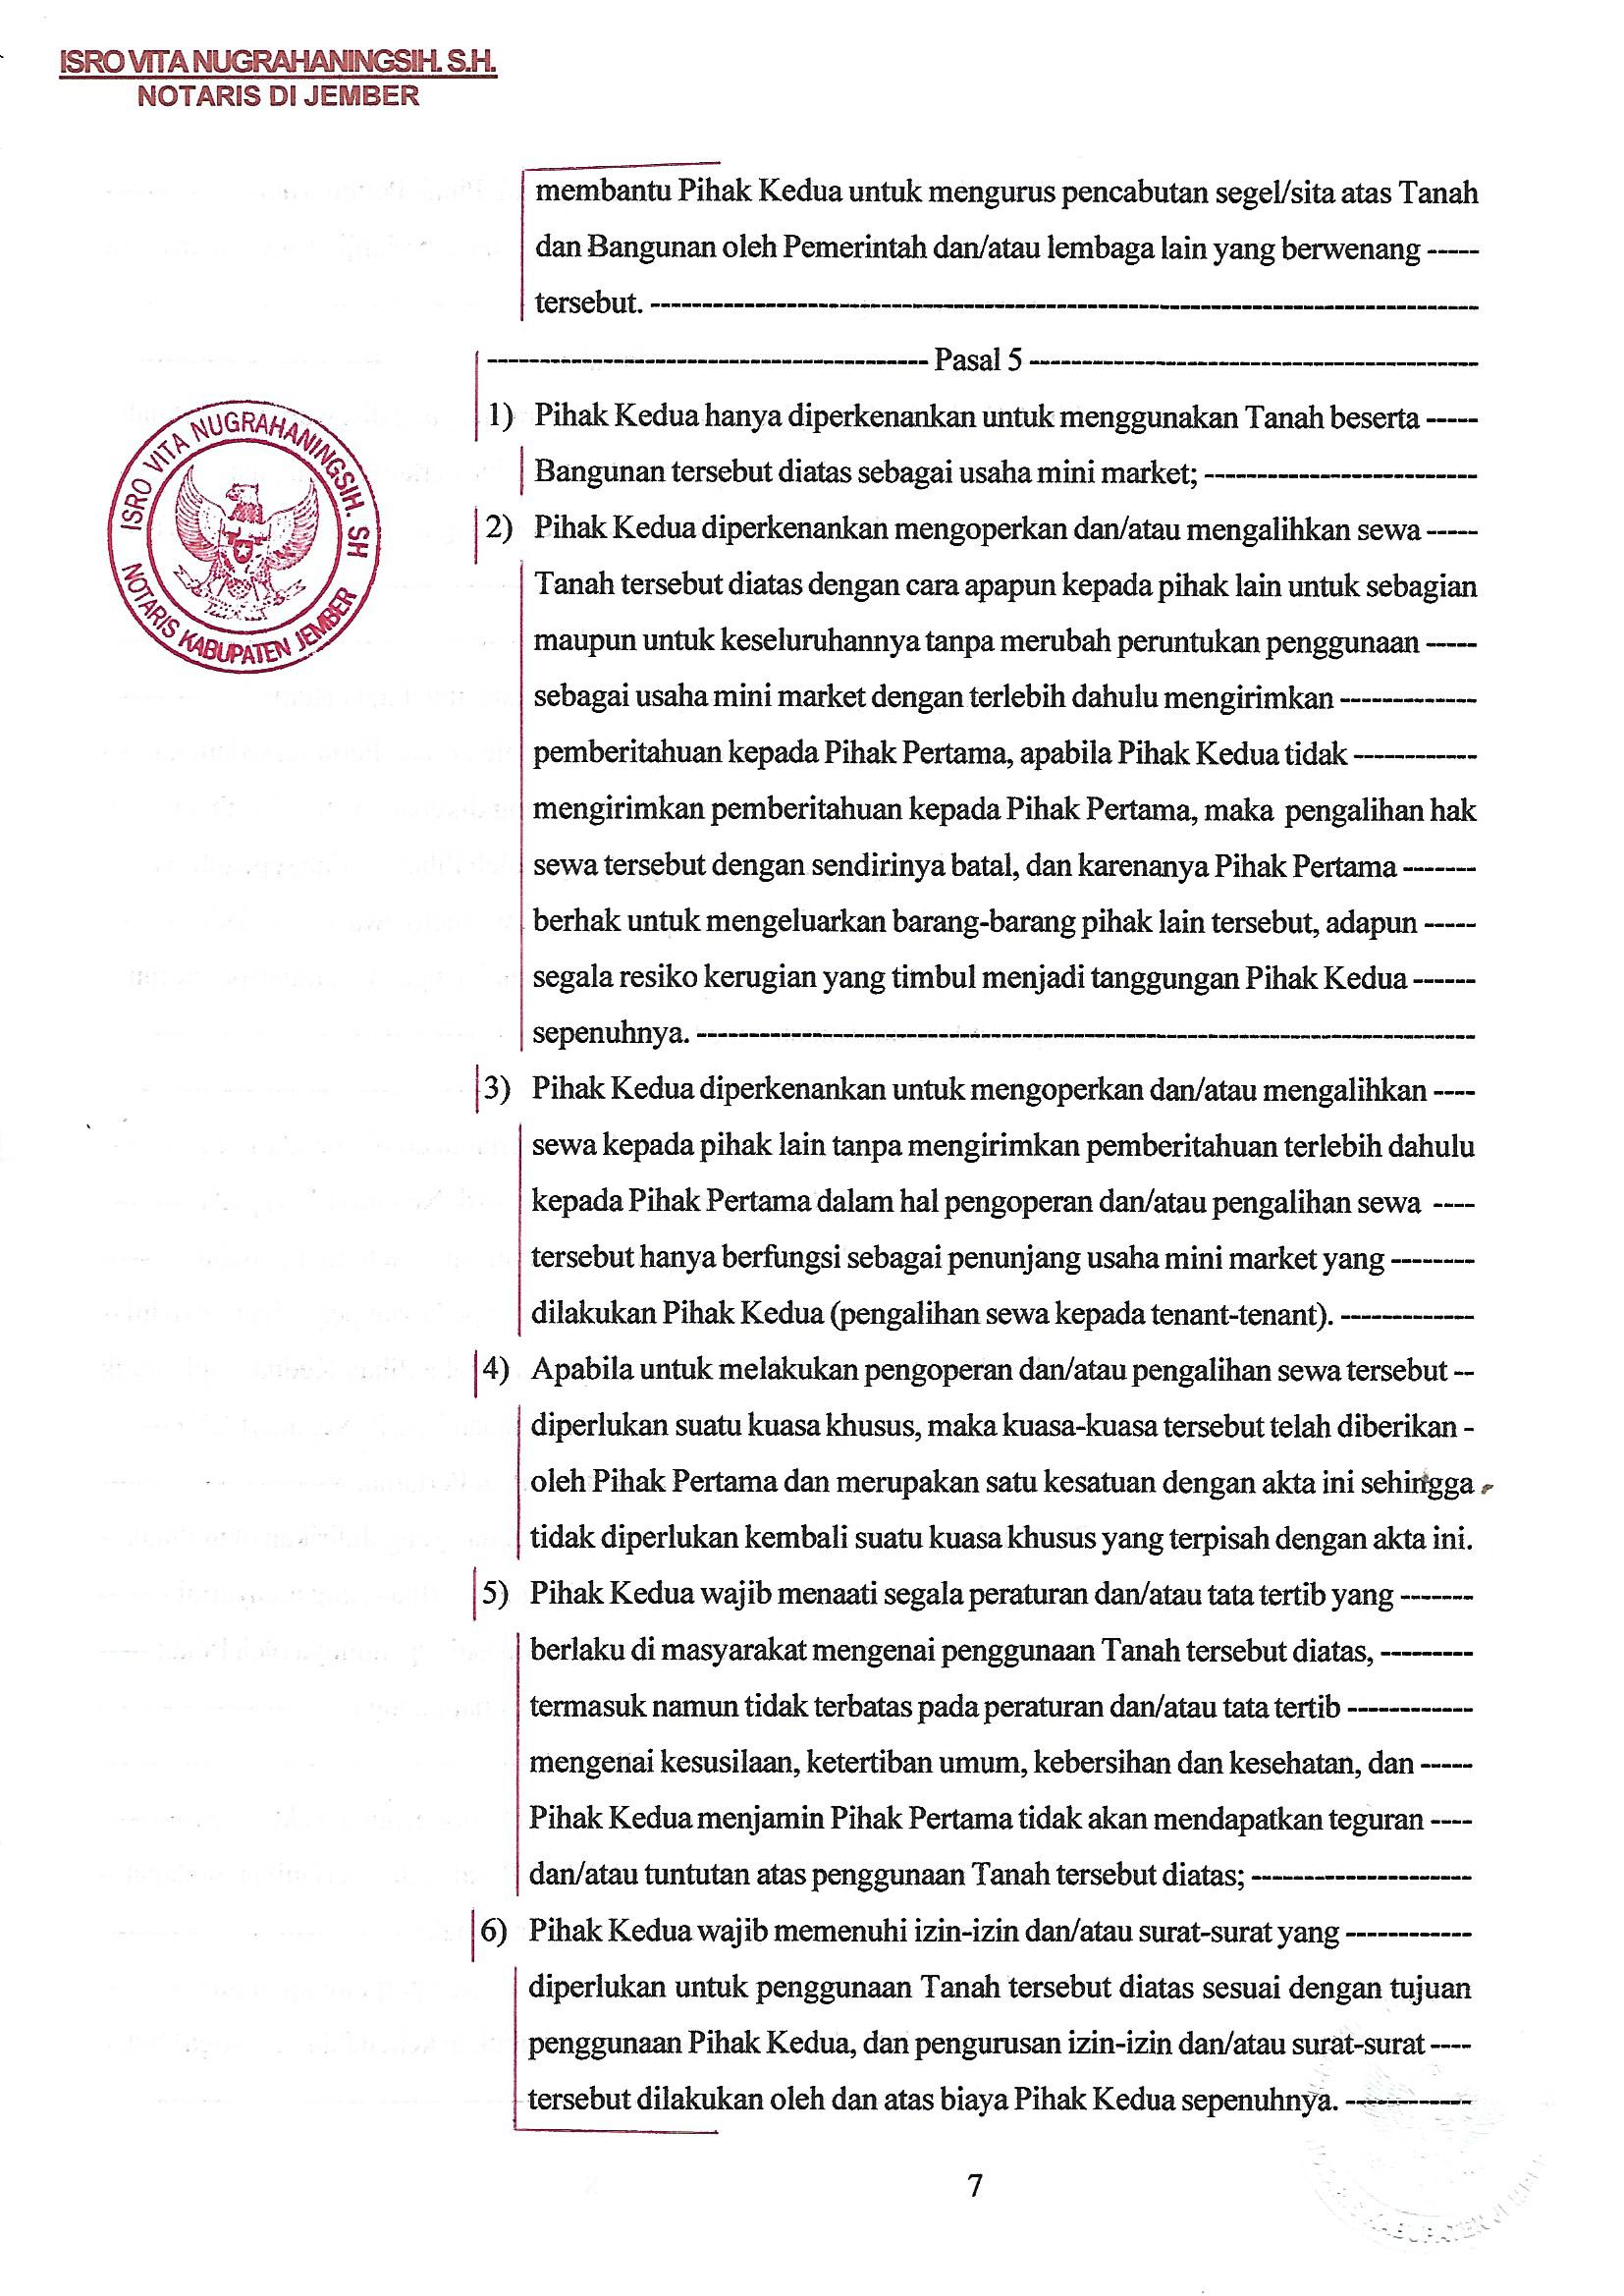 ISRO VITA NUGRAHANINGSIH. S.H.
NOTARIS DI JEMBER
membantu Pihak Kedua untuk mengurus pencabutan segel/sita atas Tanah
dan Bangunan oleh Pemerintah dan/atau lembaga lain yang berwenang -----
tersebut. --------------------------------------------------------------------------------
------------------------------------------ Pasal 5 -------------------------------------------
1) Pihak Kedua hanya diperkenankan untuk menggunakan Tanah beserta -----
Bangunan tersebut diatas sebagai usaha mini market; --------------------------
2) Pihak Kedua diperkenankan mengoperkan dan/atau mengalihkan sewa -----
Tanah tersebut diatas dengan cara apapun kepada pihak lain untuk sebagian
maupun untuk keseluruhannya tanpa merubah peruntukan penggunaan -----
sebagai usaha mini market dengan terlebih dahulu mengirimkan -------------
pemberitahuan kepada Pihak Pertama, apabila Pihak Kedua tidak ------------
mengirimkan pemberitahuan kepada Pihak Pertama, maka pengalihan hak
sewa tersebut dengan sendirinya batal, dan karenanya Pihak Pertama -------
berhak untuk mengeluarkan barang-barang pihak lain tersebut, adapun -----
segala resiko kerugian yang timbul menjadi tanggungan Pihak Kedua ------
sepenuhnya. ---------------------------------------------------------------------------
3) Pihak Kedua diperkenankan untuk mengoperkan dan/atau mengalihkan ----
sewa kepada pihak lain tanpa mengirimkan pemberitahuan terlebih dahulu
kepada Pihak Pertama dalam hal pengoperan dan/atau pengalihan sewa ----
tersebut hanya berfungsi sebagai penunjang usaha mini market yang --------
dilakukan Pihak Kedua (pengalihan sewa kepada tenant-tenant). -------------
4) Apabila untuk melakukan pengoperan dan/atau pengalihan sewa tersebut --
diperlukan suatu kuasa khusus, maka kuasa-kuasa tersebut telah diberikan -
oleh Pihak Pertama dan merupakan satu kesatuan dengan akta ini sehingga -
tidak diperlukan kembali suatu kuasa khusus yang terpisah dengan akta ini.
5) Pihak Kedua wajib menaati segala peraturan dan/atau tata tertib yang -------
berlaku di masyarakat mengenai penggunaan Tanah tersebut diatas, ---------
termasuk namun tidak terbatas pada peraturan dan/atau tata tertib ------------
mengenai kesusilaan, ketertiban umum, kebersihan dan kesehatan, dan -----
Pihak Kedua menjamin Pihak Pertama tidak akan mendapatkan teguran ----
dan/atau tuntutan atas penggunaan Tanah tersebut diatas; ---------------------
6) Pihak Kedua wajib memenuhi izin-izin dan/atau surat-surat yang ------------
diperlukan untuk penggunaan Tanah tersebut diatas sesuai dengan tujuan
penggunaan Pihak Kedua, dan pengurusan izin-izin dan/atau surat-surat ----
tersebut dilakukan oleh dan atas biaya Pihak Kedua sepenuhnya. ------------
7
ISRO VITA NUGRAHANINGSIH. SH
NOTARIS KABUPATEN JEMBER